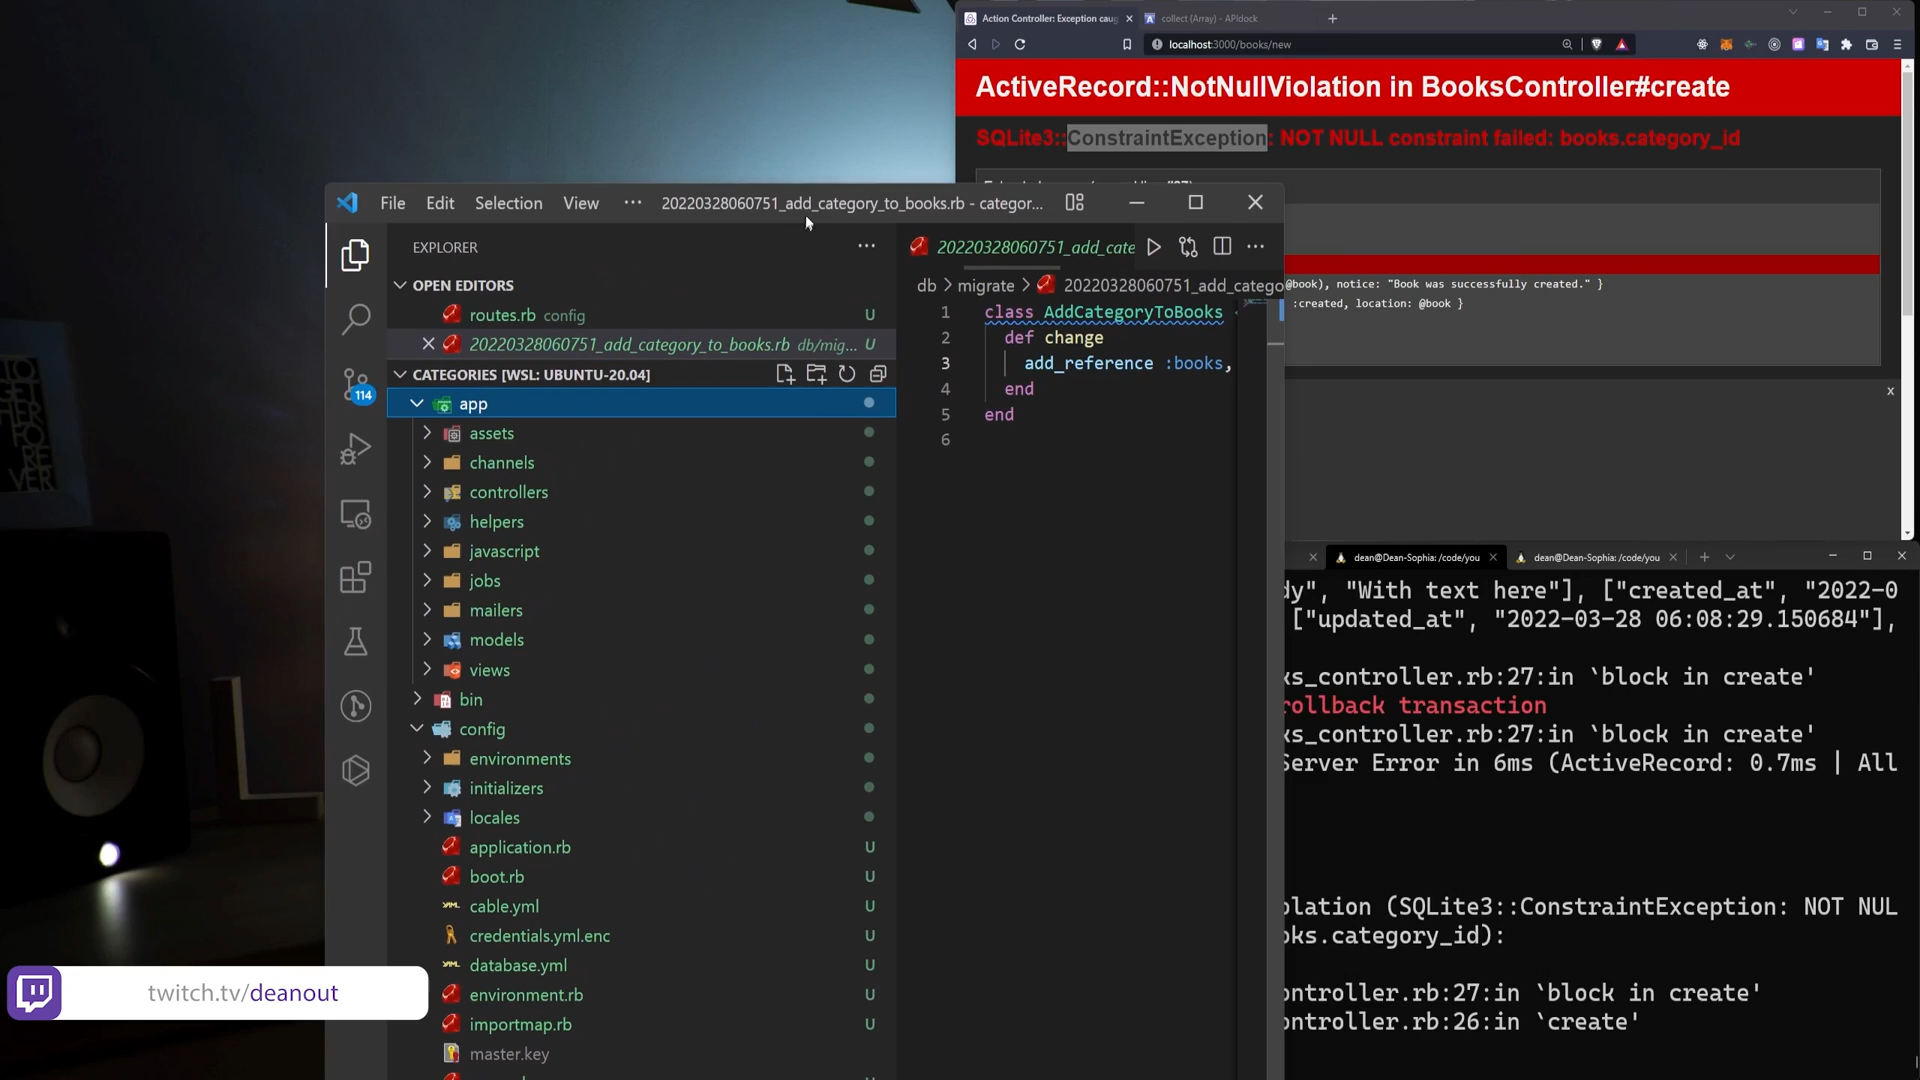 Action Controller: Exception caug
collect (Array) - APIdock
localhost:3000/books/new
ActiveRecord::NotNullViolation in BooksController#create
SQLite3::ConstraintException: NOT NULL constraint failed: books.category_id
@book), notice: "Book was successfully created." }
:created, location: @book }
x
File Edit Selection View ··· 20220328060751_add_category_to_books.rb - categor...
EXPLORER
OPEN EDITORS
routes.rb config U
20220328060751_add_category_to_books.rb db/mig... U
CATEGORIES [WSL: UBUNTU-20.04]
app
assets
channels
controllers
helpers
javascript
jobs
mailers
models
views
bin
config
environments
initializers
locales
application.rb U
boot.rb U
cable.yml U
credentials.yml.enc U
database.yml U
environment.rb U
importmap.rb U
master.key
114
20220328060751_add_cate
db > migrate > 20220328060751_add_catego
1 class AddCategoryToBooks
2 def change
3 add_reference :books,
4 end
5 end
6
dean@Dean-Sophia: /code/you
dean@Dean-Sophia: /code/you
dy", "With text here"], ["created_at", "2022-0
["updated_at", "2022-03-28 06:08:29.150684"],
ks_controller.rb:27:in `block in create'
rollback transaction
ks_controller.rb:27:in `block in create'
Server Error in 6ms (ActiveRecord: 0.7ms | All
olation (SQLite3::ConstraintException: NOT NUL
oks.category_id):
ontroller.rb:27:in `block in create'
ontroller.rb:26:in `create'
twitch.tv/deanout